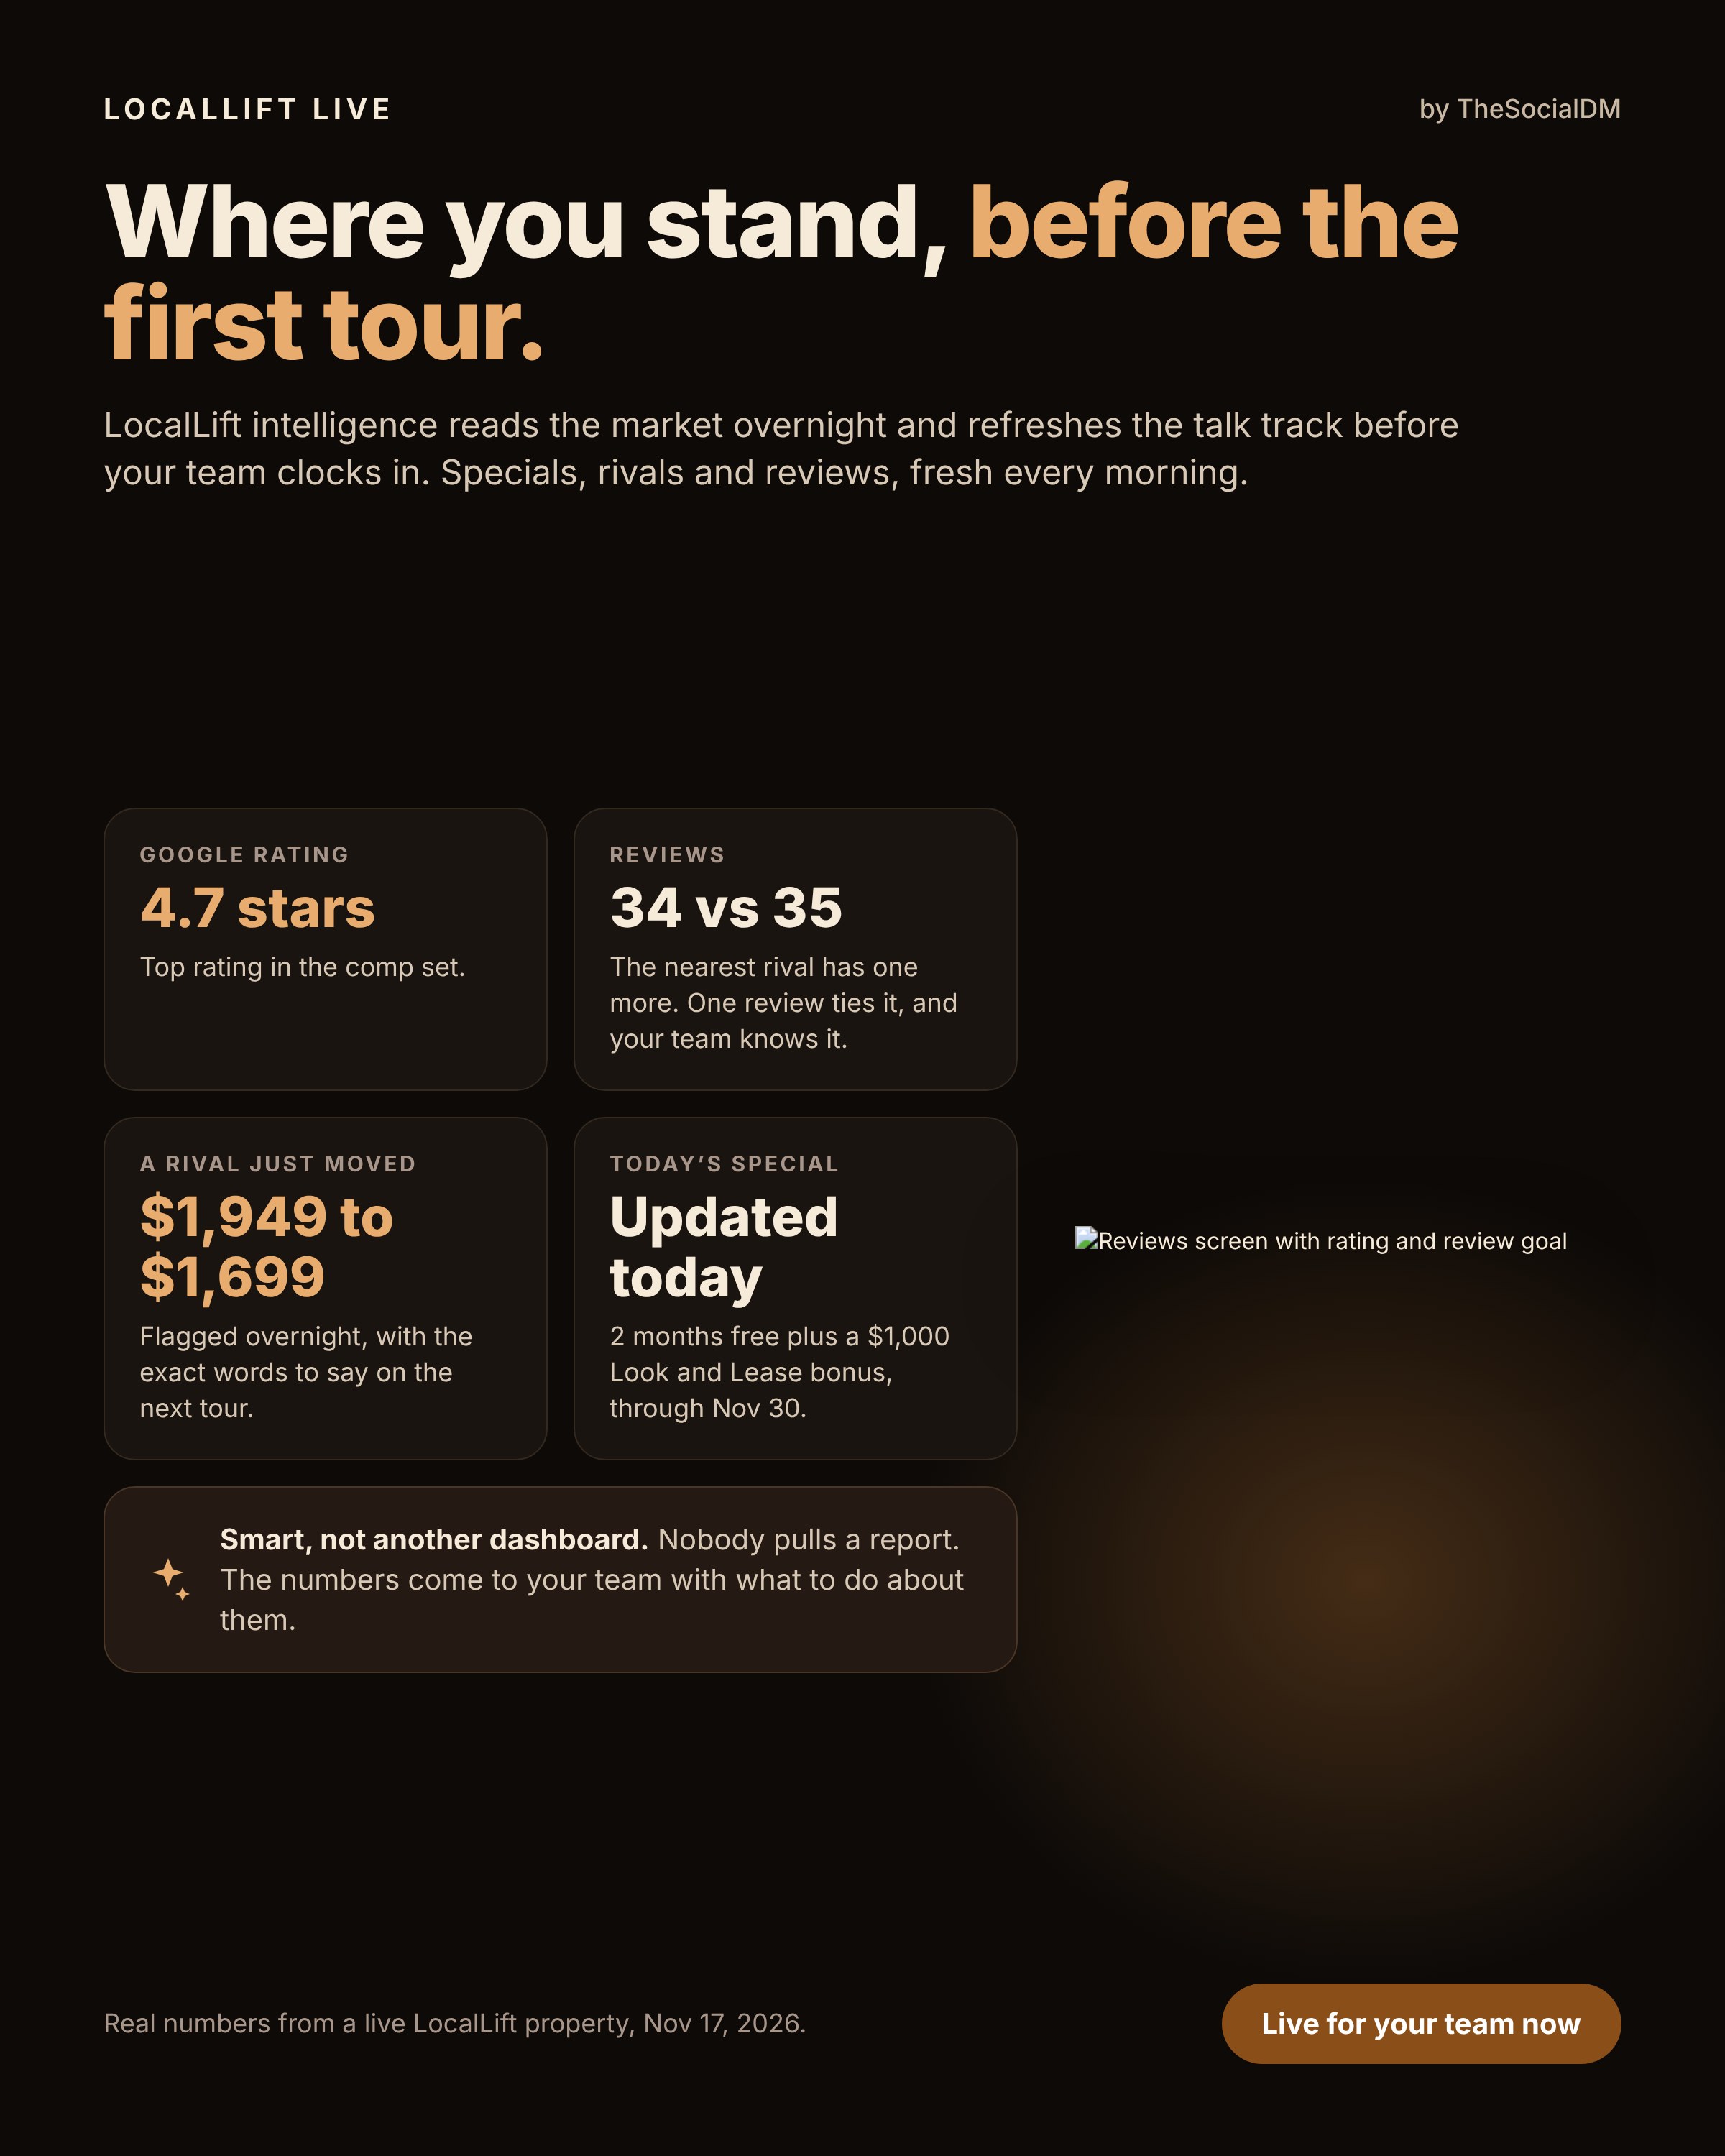 LOCALLIFT LIVE
by TheSocialDM
Where you stand, before the
first tour.
LocalLift intelligence reads the market overnight and refreshes the talk track before
your team clocks in. Specials, rivals and reviews, fresh every morning.
GOOGLE RATING
4.7 stars
Top rating in the comp set.
REVIEWS
34 vs 35
The nearest rival has one
more. One review ties it, and
your team knows it.
A RIVAL JUST MOVED
$1,949 to
$1,699
Flagged overnight, with the
exact words to say on the
next tour.
TODAY’S SPECIAL
Updated
today
2 months free plus a $1,000
Look and Lease bonus,
through Nov 30.
Reviews screen with rating and review goal
Smart, not another dashboard. Nobody pulls a report.
The numbers come to your team with what to do about
them.
Real numbers from a live LocalLift property, Nov 17, 2026.
Live for your team now